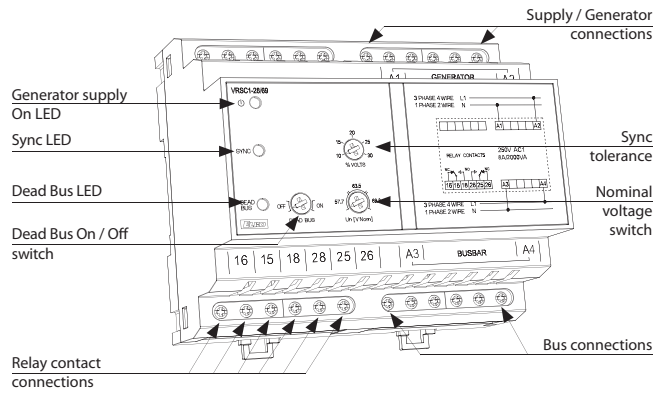 Supply / Generator
connections
Generator supply
On LED
Sync LED
Dead Bus LED
Dead Bus On / Off
switch
Relay contact
connections
Sync
tolerance
Nominal
voltage
switch
Bus connections
A1 GENERATOR A2
VRSC1-26/69
SYNC
DEAD
BUS
OFF ON
DEAD BUS
20
15 25
10 30
% VOLTS
63.5
57.7
Un [V Nom]
3 PHASE 4 WIRE L1
1 PHASE 2 WIRE N
A1 A2
RELAY CONTACTS
250V AC1
8A/2000VA
16 15 18 28 25 26
A3 A4
3 PHASE 4 WIRE L1
1 PHASE 2 WIRE N
16 15 18 28 25 26 A3 BUSBAR A4